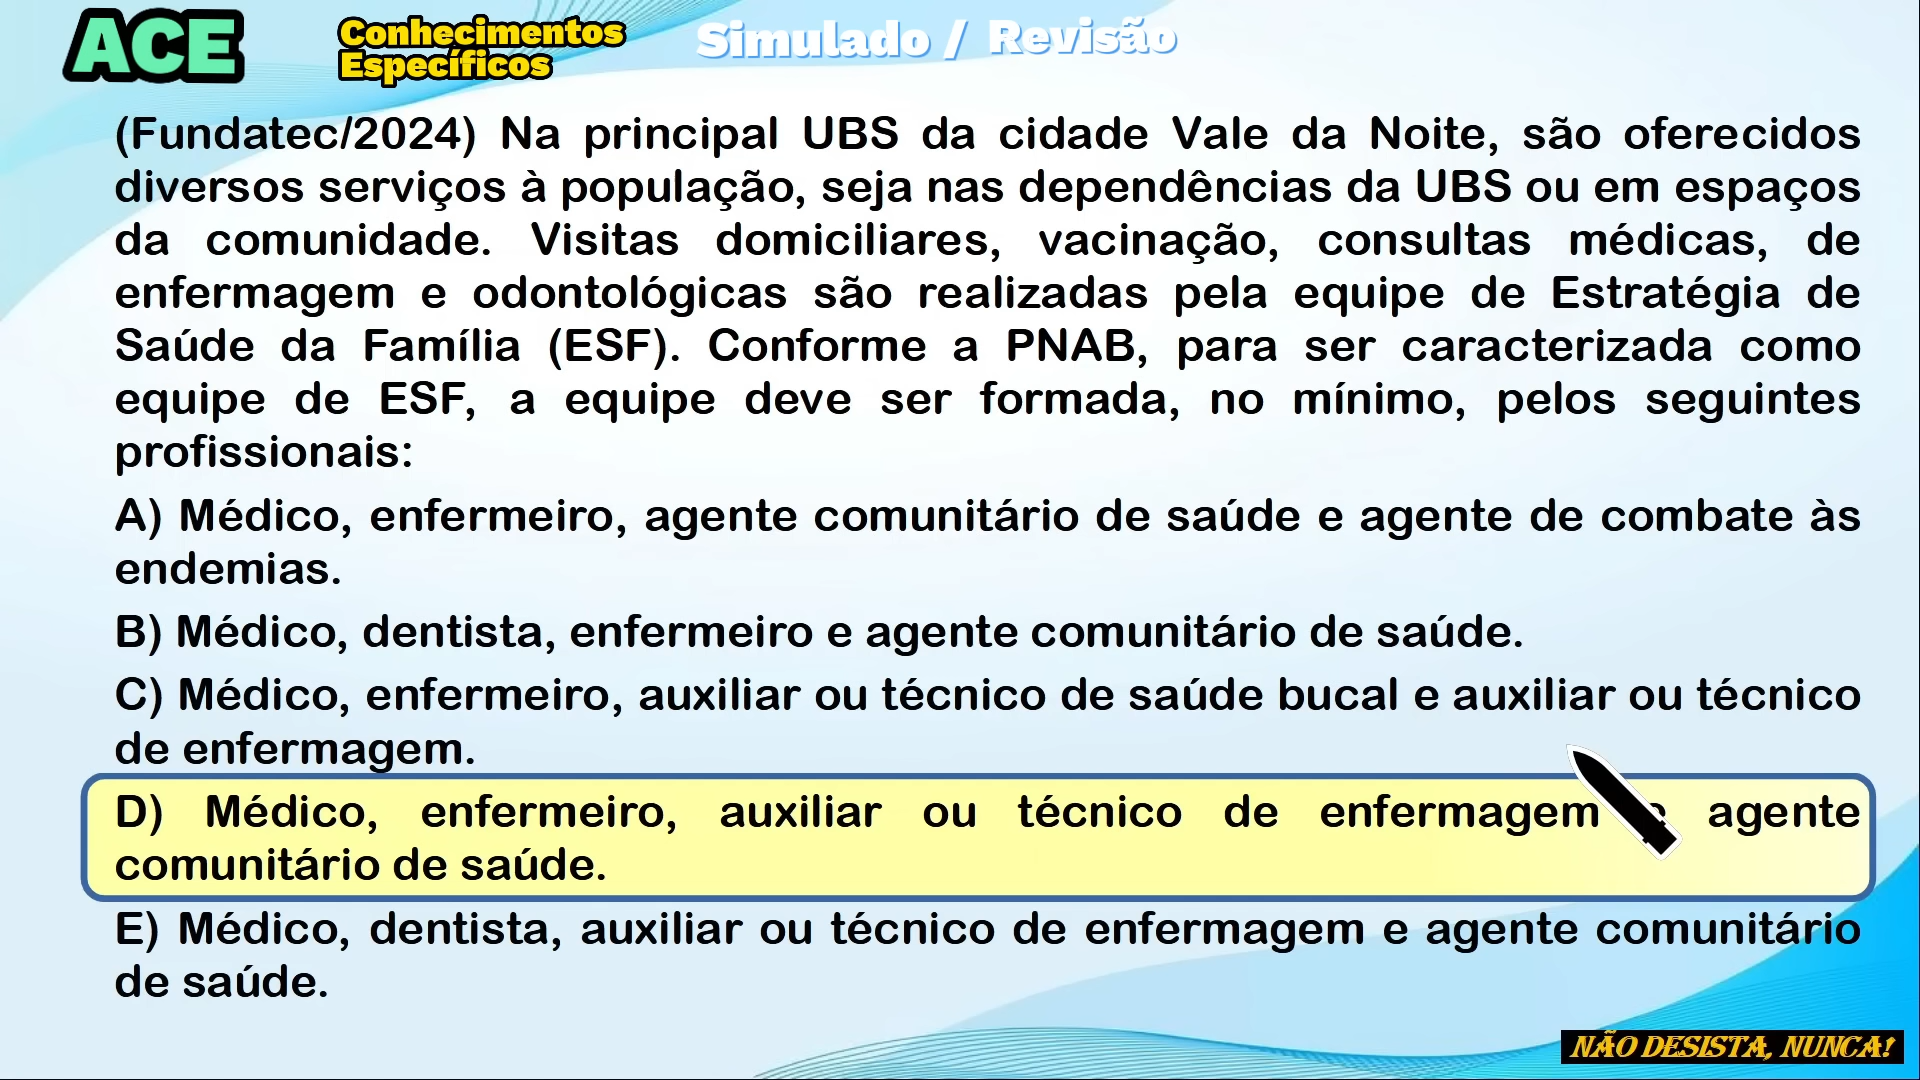 ACE
Conhecimentos
Específicos
Simulado / Revisão
(Fundatec/2024) Na principal UBS da cidade Vale da Noite, são oferecidos
diversos serviços à população, seja nas dependências da UBS ou em espaços
da comunidade. Visitas domiciliares, vacinação, consultas médicas, de
enfermagem e odontológicas são realizadas pela equipe de Estratégia de
Saúde da Família (ESF). Conforme a PNAB, para ser caracterizada como
equipe de ESF, a equipe deve ser formada, no mínimo, pelos seguintes
profissionais:
A) Médico, enfermeiro, agente comunitário de saúde e agente de combate às
endemias.
B) Médico, dentista, enfermeiro e agente comunitário de saúde.
C) Médico, enfermeiro, auxiliar ou técnico de saúde bucal e auxiliar ou técnico
de enfermagem.
D) Médico, enfermeiro, auxiliar ou técnico de enfermagem agente
comunitário de saúde.
E) Médico, dentista, auxiliar ou técnico de enfermagem e agente comunitário
de saúde.
NÃO DESISTA, NUNCA!